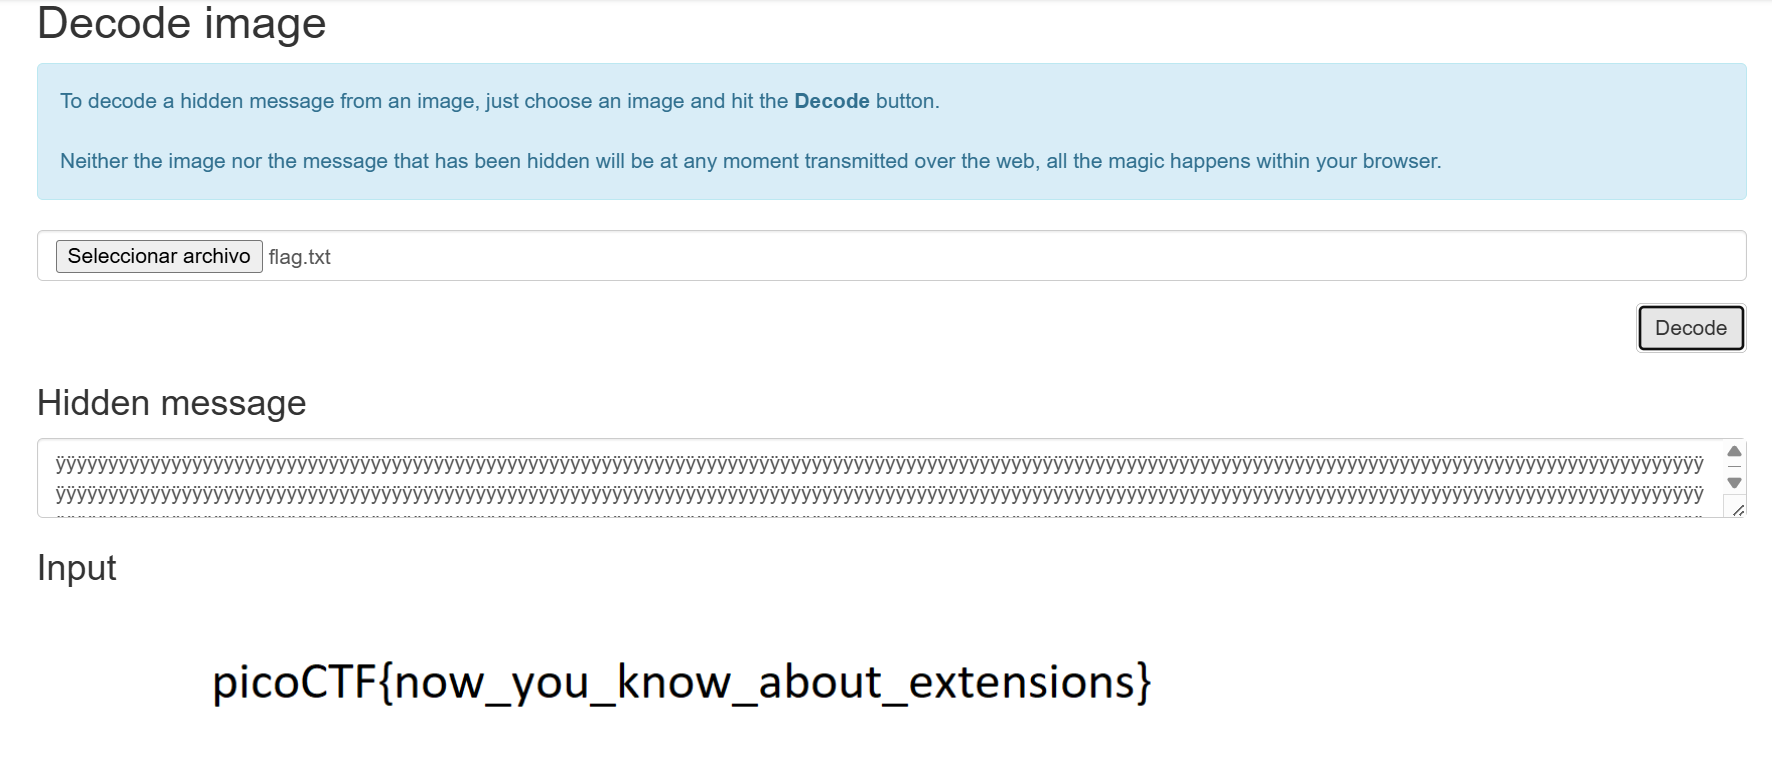 Decode image
To decode a hidden message from an image, just choose an image and hit the Decode button.
Neither the image nor the message that has been hidden will be at any moment transmitted over the web, all the magic happens within your browser.
Seleccionar archivo flag.txt
Decode
Hidden message
Input
picoCTF{now_you_know_about_extensions}